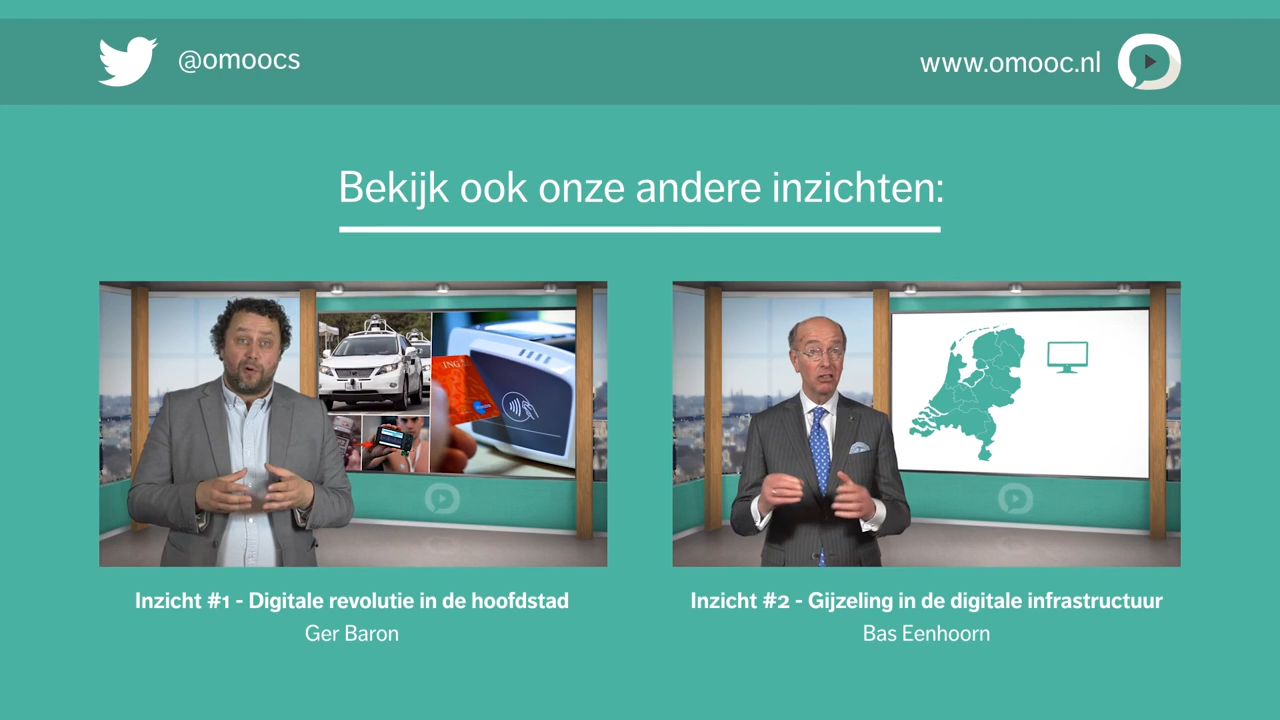 @omoocs
www.omooc.nl
Bekijk ook onze andere inzichten:
ING
Inzicht #1 - Digitale revolutie in de hoofdstad
Ger Baron
Inzicht #2 - Gijzeling in de digitale infrastructuur
Bas Eenhoorn